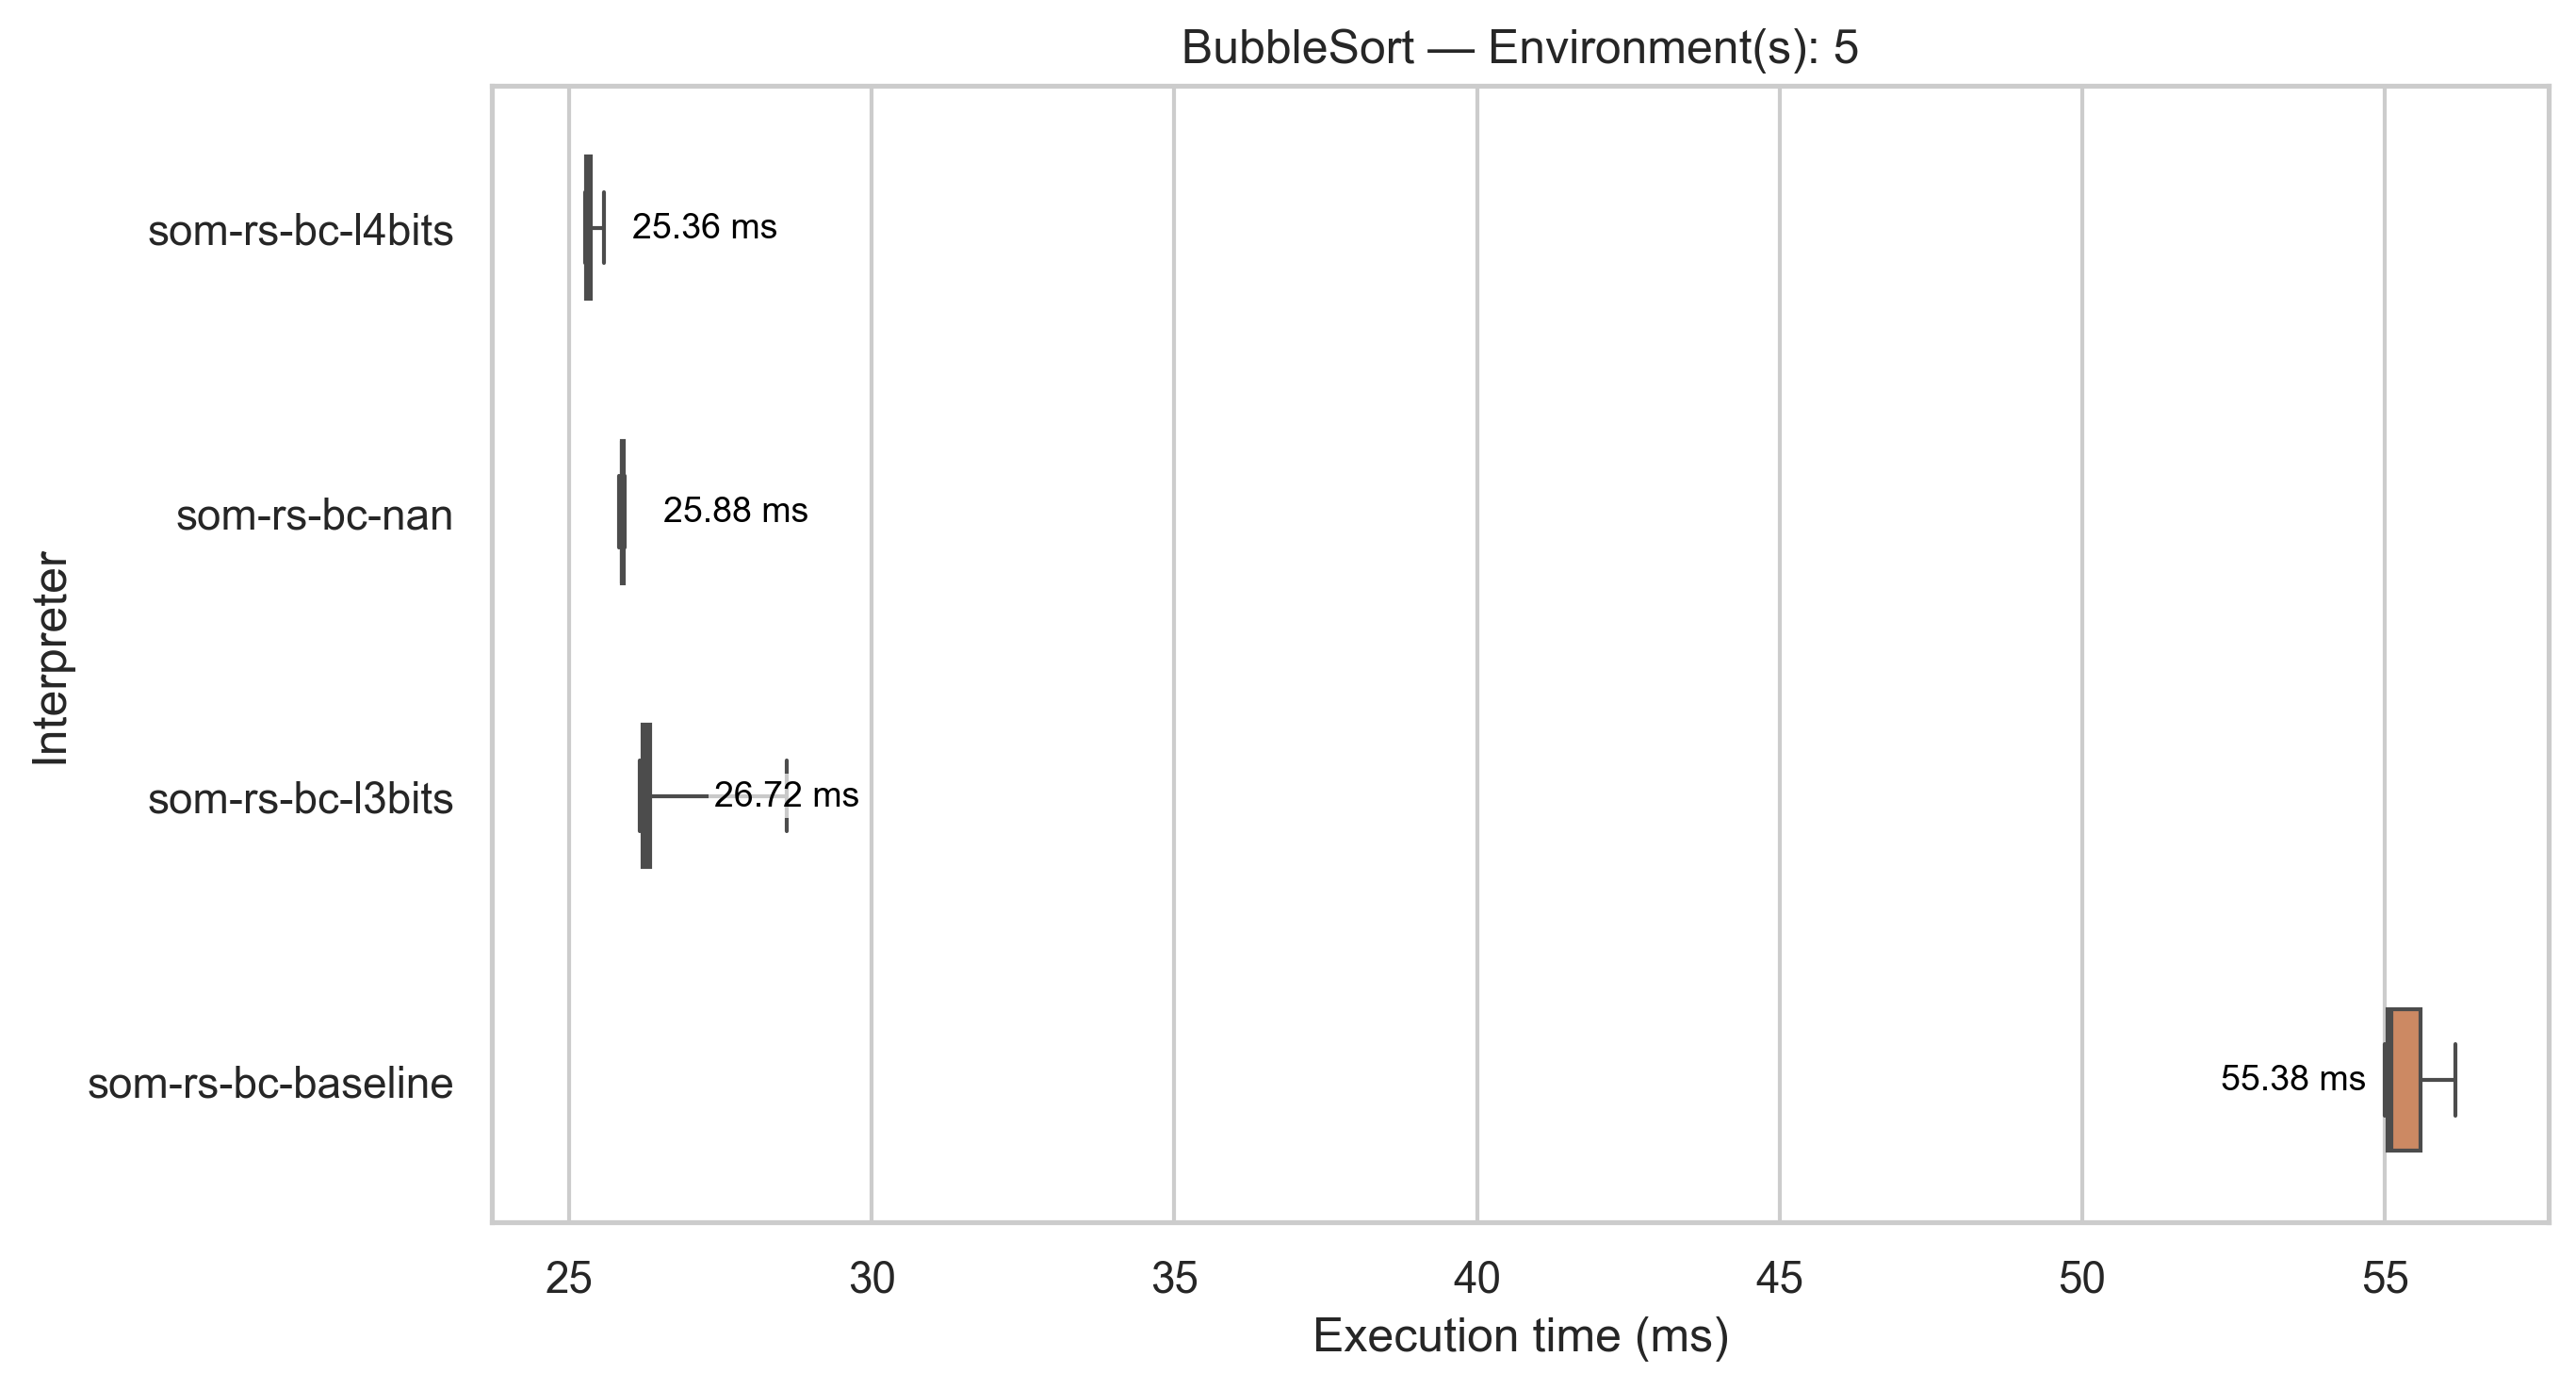 BubbleSort — Environment(s): 5
som-rs-bc-l4bits
25.36 ms
som-rs-bc-nan
25.88 ms
Interpreter
som-rs-bc-l3bits
26.72 ms
som-rs-bc-baseline
55.38 ms
25 30 35 40 45 50 55
Execution time (ms)